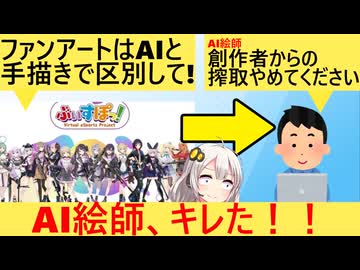 ファンアートはAIと
手描きで区別して!
AI絵師
創作者からの
搾取やめてください
ぶいすぽっ!
Virtual eSports Project
AI絵師、キレた！！